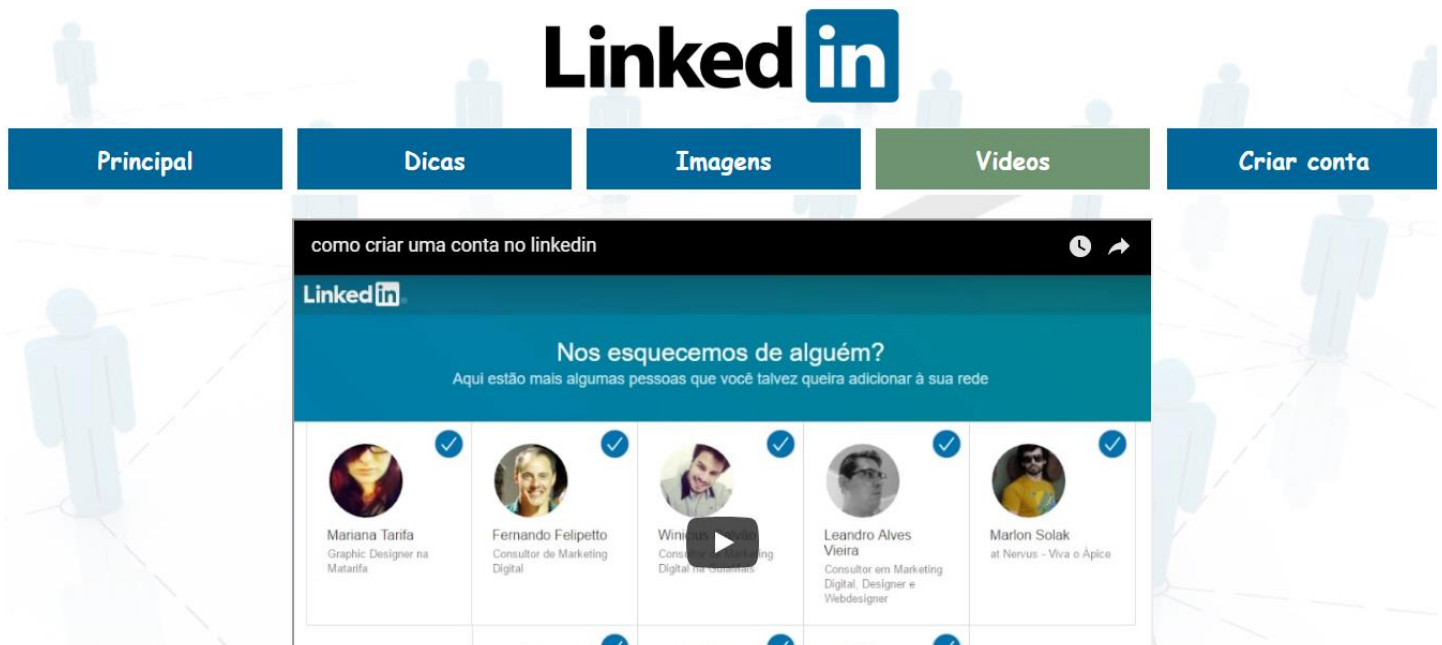 Linked in
Principal
Dicas
Imagens
Videos
Criar conta
como criar uma conta no linkedin
Linked in
Nos esquecemos de alguém?
Aqui estão mais algumas pessoas que você talvez queira adicionar à sua rede
Mariana Tarifa
Graphic Designer na
Matarifa
Fernando Felipetto
Consultor de Marketing
Digital
Digital na
Leandro Alves
Vieira
Consultor em Marketing
Digital, Designer e
Webdesigner
Marlon Solak
at Nervus - Viva o Àpice